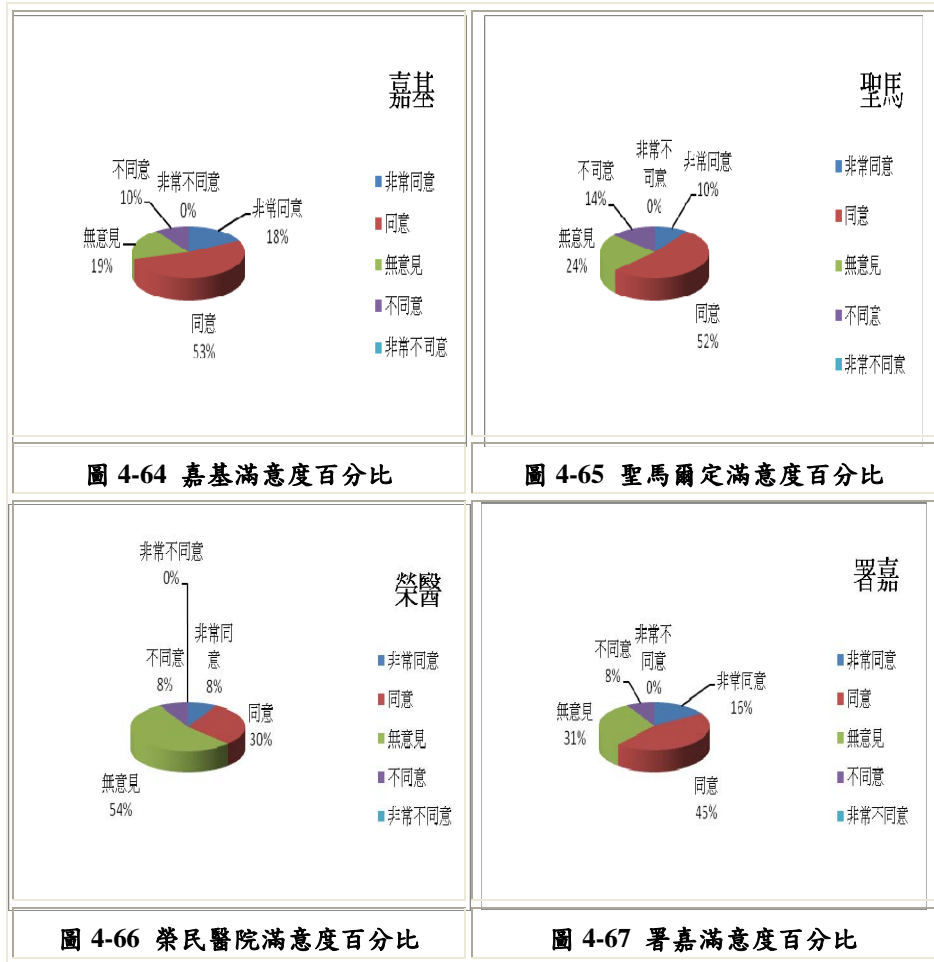 嘉基
不同意
10%
非常不同意
0%
非常同意
18%
無意見
19%
同意
53%
非常同意
同意
無意見
不同意
非常不同意
圖 4-64 嘉基滿意度百分比
聖馬
不同意
14%
非常不
同意
0%
非常同意
10%
無意見
24%
同意
52%
非常同意
同意
無意見
不同意
非常不同意
圖 4-65 聖馬爾定滿意度百分比
榮醫
非常不同意
0%
不同意
8%
非常同
意
8%
同意
30%
無意見
54%
非常同意
同意
無意見
不同意
非常不同意
圖 4-66 榮民醫院滿意度百分比
署嘉
不同意
8%
非常不
同意
0%
非常同意
16%
無意見
31%
同意
45%
非常同意
同意
無意見
不同意
非常不同意
圖 4-67 署嘉滿意度百分比